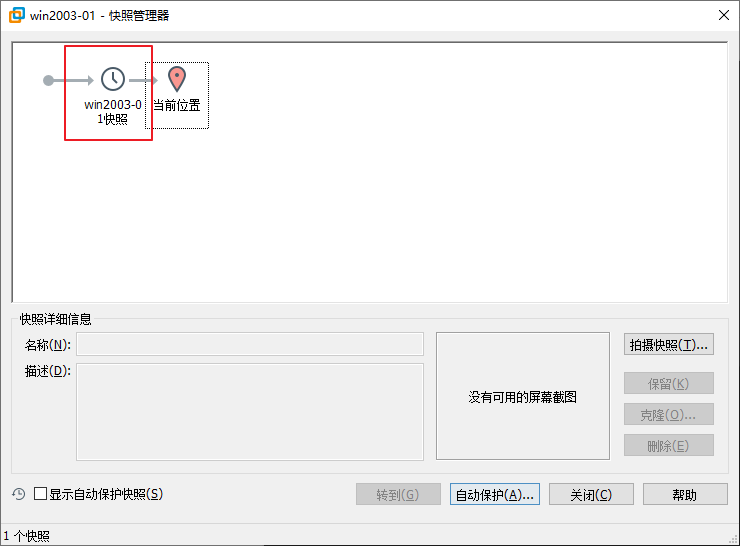 win2003-01 - 快照管理器
win2003-0
1快照
当前位置
快照详细信息
名称(N):
描述(D):
没有可用的屏幕截图
拍摄快照(T)...
保留(K)
克隆(O)...
删除(E)
显示自动保护快照(S)
转到(G)
自动保护(A)...
关闭(C)
帮助
1 个快照